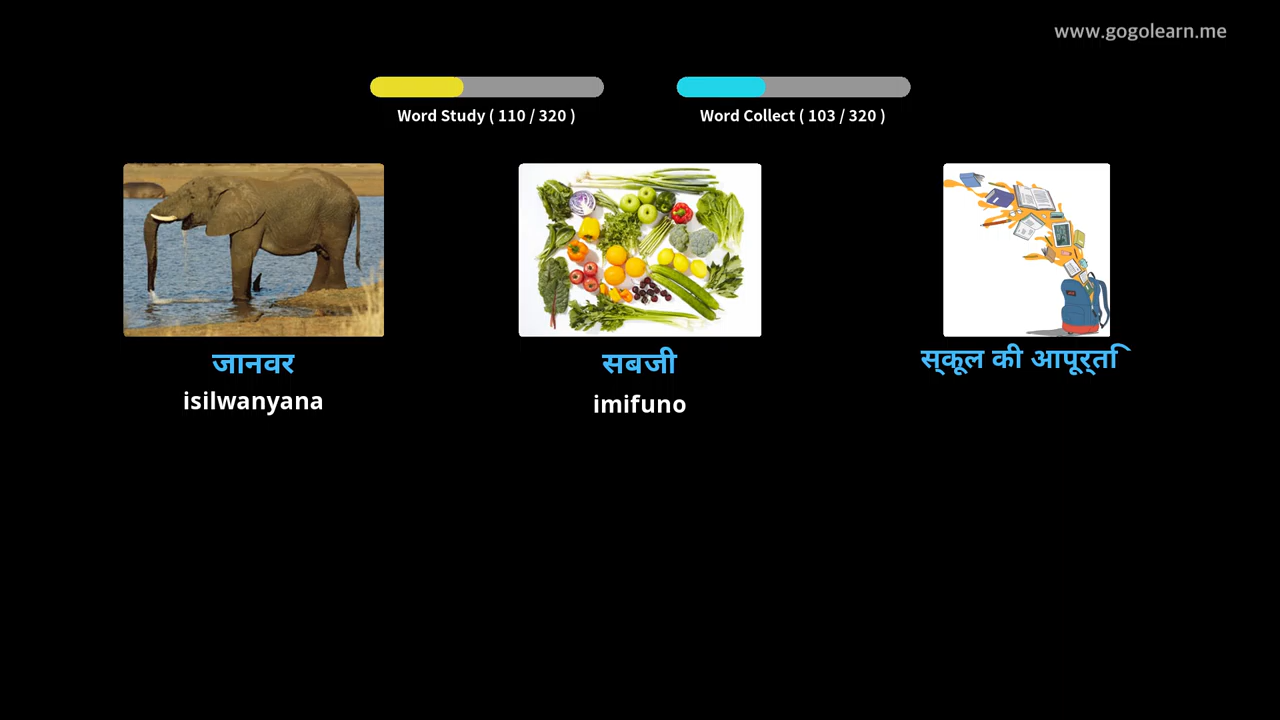 www.gogolearn.me
Word Study ( 110 / 320 )
Word Collect ( 103 / 320 )
जानवर
सबजी
स्कूल की आपूर्ति
isilwanyana
imifuno